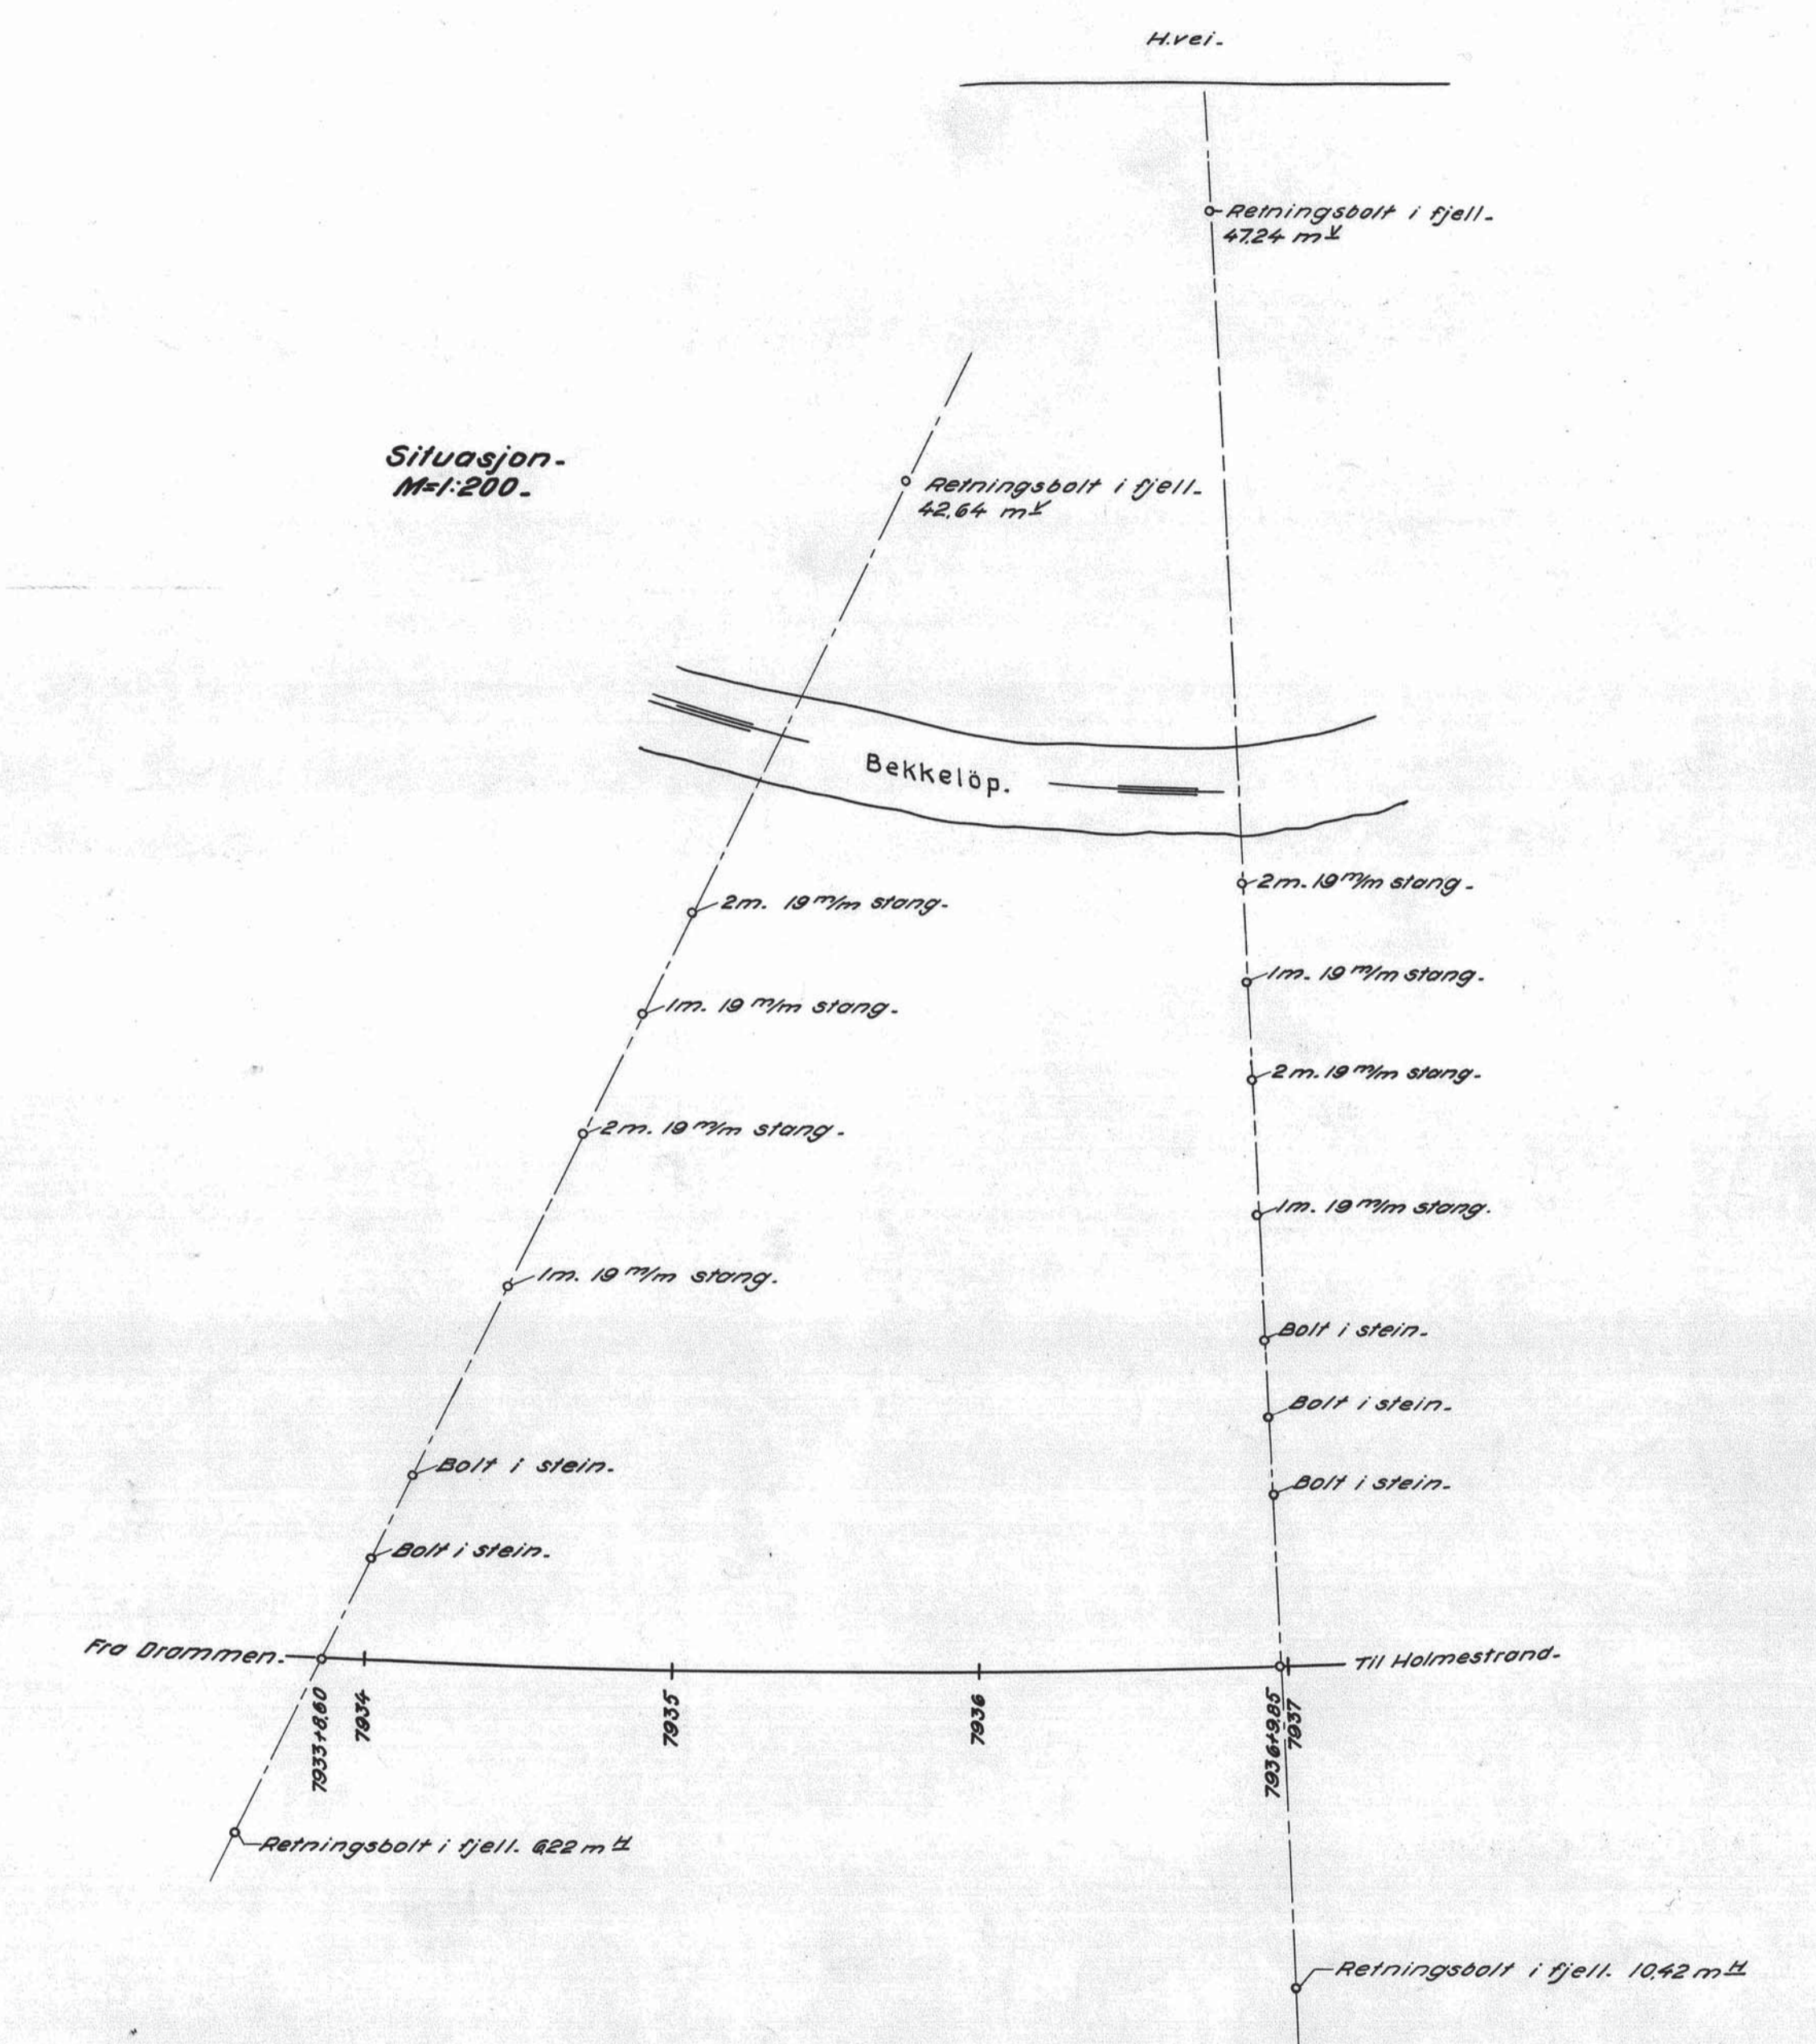 H.vei.
Retningsbolt i fjell.
47,24 m V
Situasjon.
M=1:200.
Retningsbolt i fjell.
42,64 m V
Bekkelöp.
2m. 19 m/m stang.
2m. 19 m/m stang.
1m. 19 m/m stang.
1m. 19 m/m stang.
2m. 19 m/m stang.
2m. 19 m/m stang.
1m. 19 m/m stang.
1m. 19 m/m stang.
Bolt i stein.
Bolt i stein.
Bolt i stein.
Bolt i stein.
Bolt i stein.
Fra Drammen.
Til Holmestrand.
7933+8,60
7934
7935
7936
7936+9,85
7937
Retningsbolt i fjell. 6,22 m H
Retningsbolt i fjell. 10,42 m H